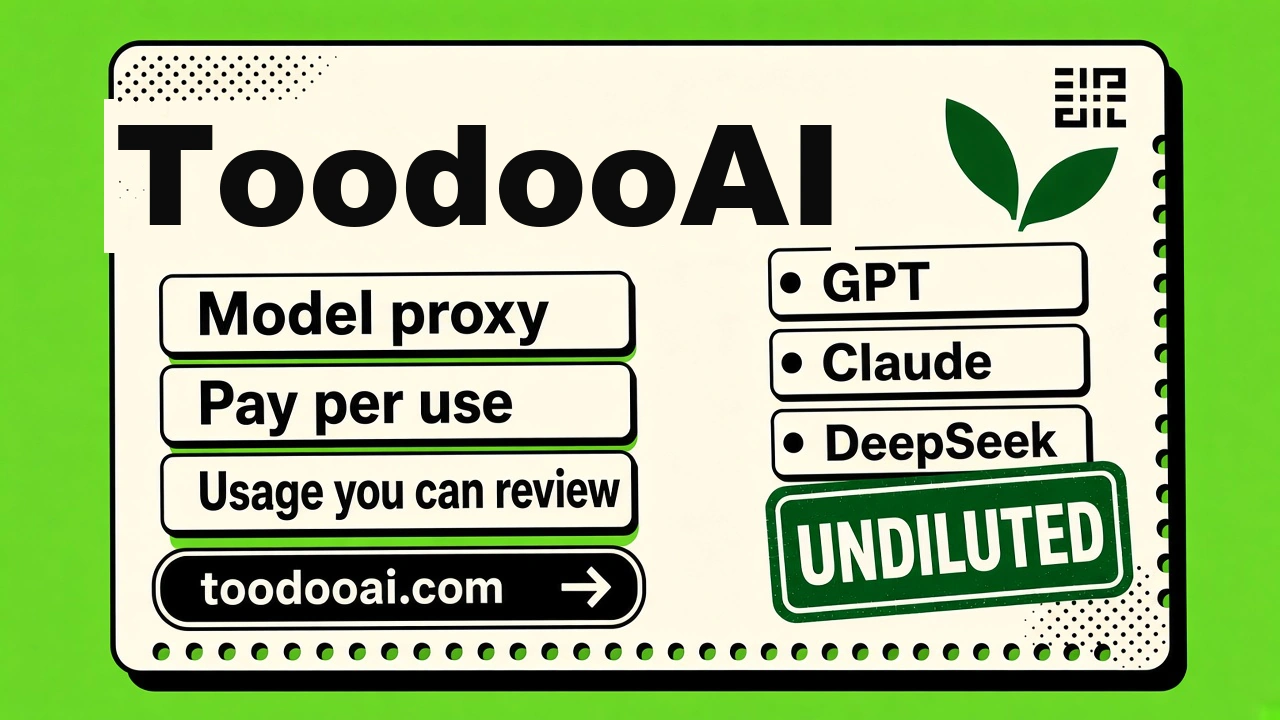 ToodooAI
Model proxy
Pay per use
Usage you can review
toodooai.com
GPT
Claude
DeepSeek
UNDILUTED